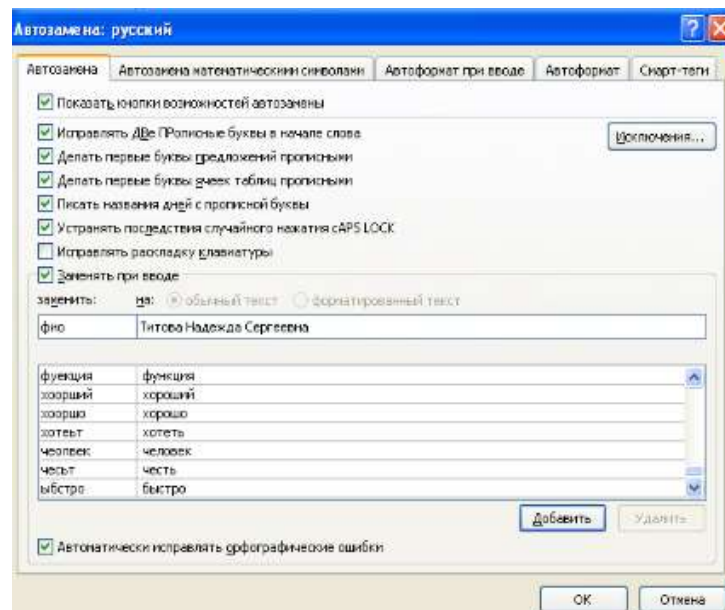 Автозамена: русский
Автозамена Автозамена математическими символами Автоформат при вводе Автоформат Смарт-теги
Показать кнопки возможностей автозамены
Исправлять ДВе ПРописные буквы в начале слова
Исключения...
Делать первые буквы предложений прописными
Делать первые буквы ячеек таблиц прописными
Писать названия дней с прописной буквы
Устранять последствия случайного нажатия cAPS LOCK
Исправлять раскладку клавиатуры
Заменять при вводе
заменить: на: обычный текст форматированный текст
фио Титова Надежда Сергеевна
фуекция функция
хоорший хороший
хооршо хорошо
хотеьт хотеть
чеолвек человек
чесьт честь
ыбстро быстро
Добавить Удалить
Автоматически исправлять орфографические ошибки
ОК Отмена